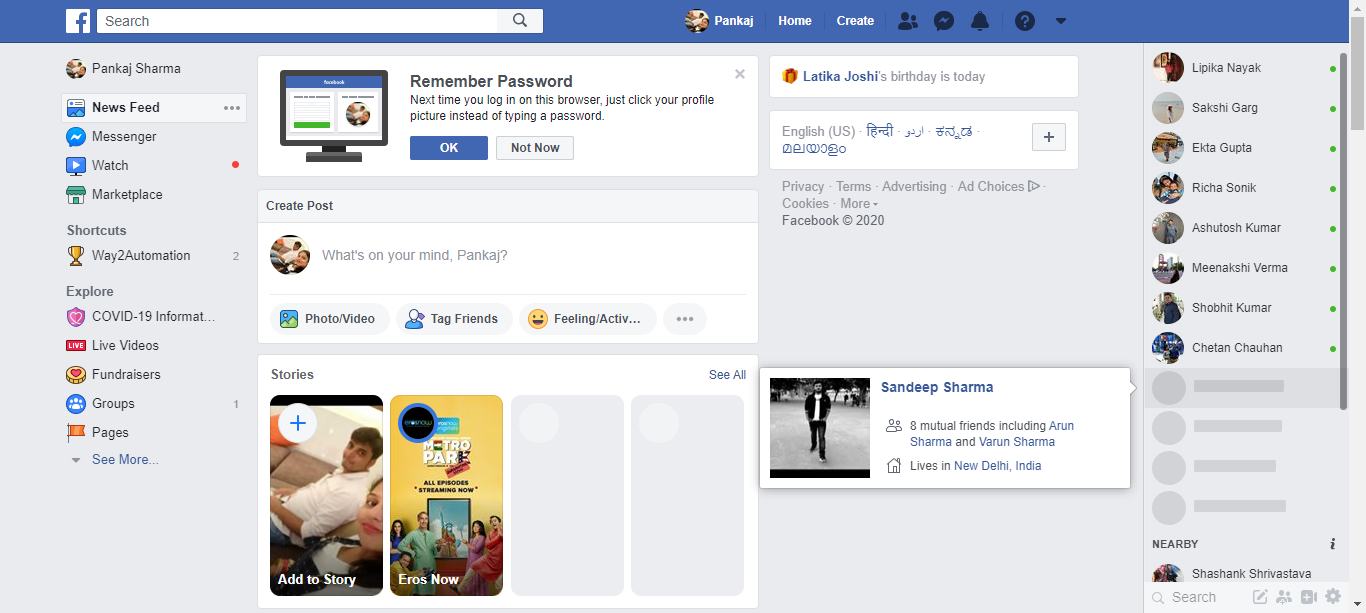 Search
Pankaj
Home
Create
Pankaj Sharma
News Feed
Messenger
Watch
Marketplace
Shortcuts
Way2Automation 2
Explore
COVID-19 Informat...
LIVE Live Videos
Fundraisers
Groups 1
Pages
See More...
facebook
Remember Password
Next time you log in on this browser, just click your profile
picture instead of typing a password.
OK
Not Now
Create Post
What's on your mind, Pankaj?
Photo/Video
Tag Friends
Feeling/Activ...
Stories
See All
Add to Story
erosnow
METRO
PARK
ALL EPISODES
* STREAMING NOW *
Eros Now
Latika Joshi's birthday is today
English (US) · हिन्दी · اردو · ಕನ್ನಡ ·
മലയാളം
Privacy · Terms · Advertising · Ad Choices ·
Cookies · More
Facebook © 2020
Sandeep Sharma
8 mutual friends including Arun
Sharma and Varun Sharma
Lives in New Delhi, India
Lipika Nayak
Sakshi Garg
Ekta Gupta
Richa Sonik
Ashutosh Kumar
Meenakshi Verma
Shobhit Kumar
Chetan Chauhan
NEARBY
Shashank Shrivastava
Search